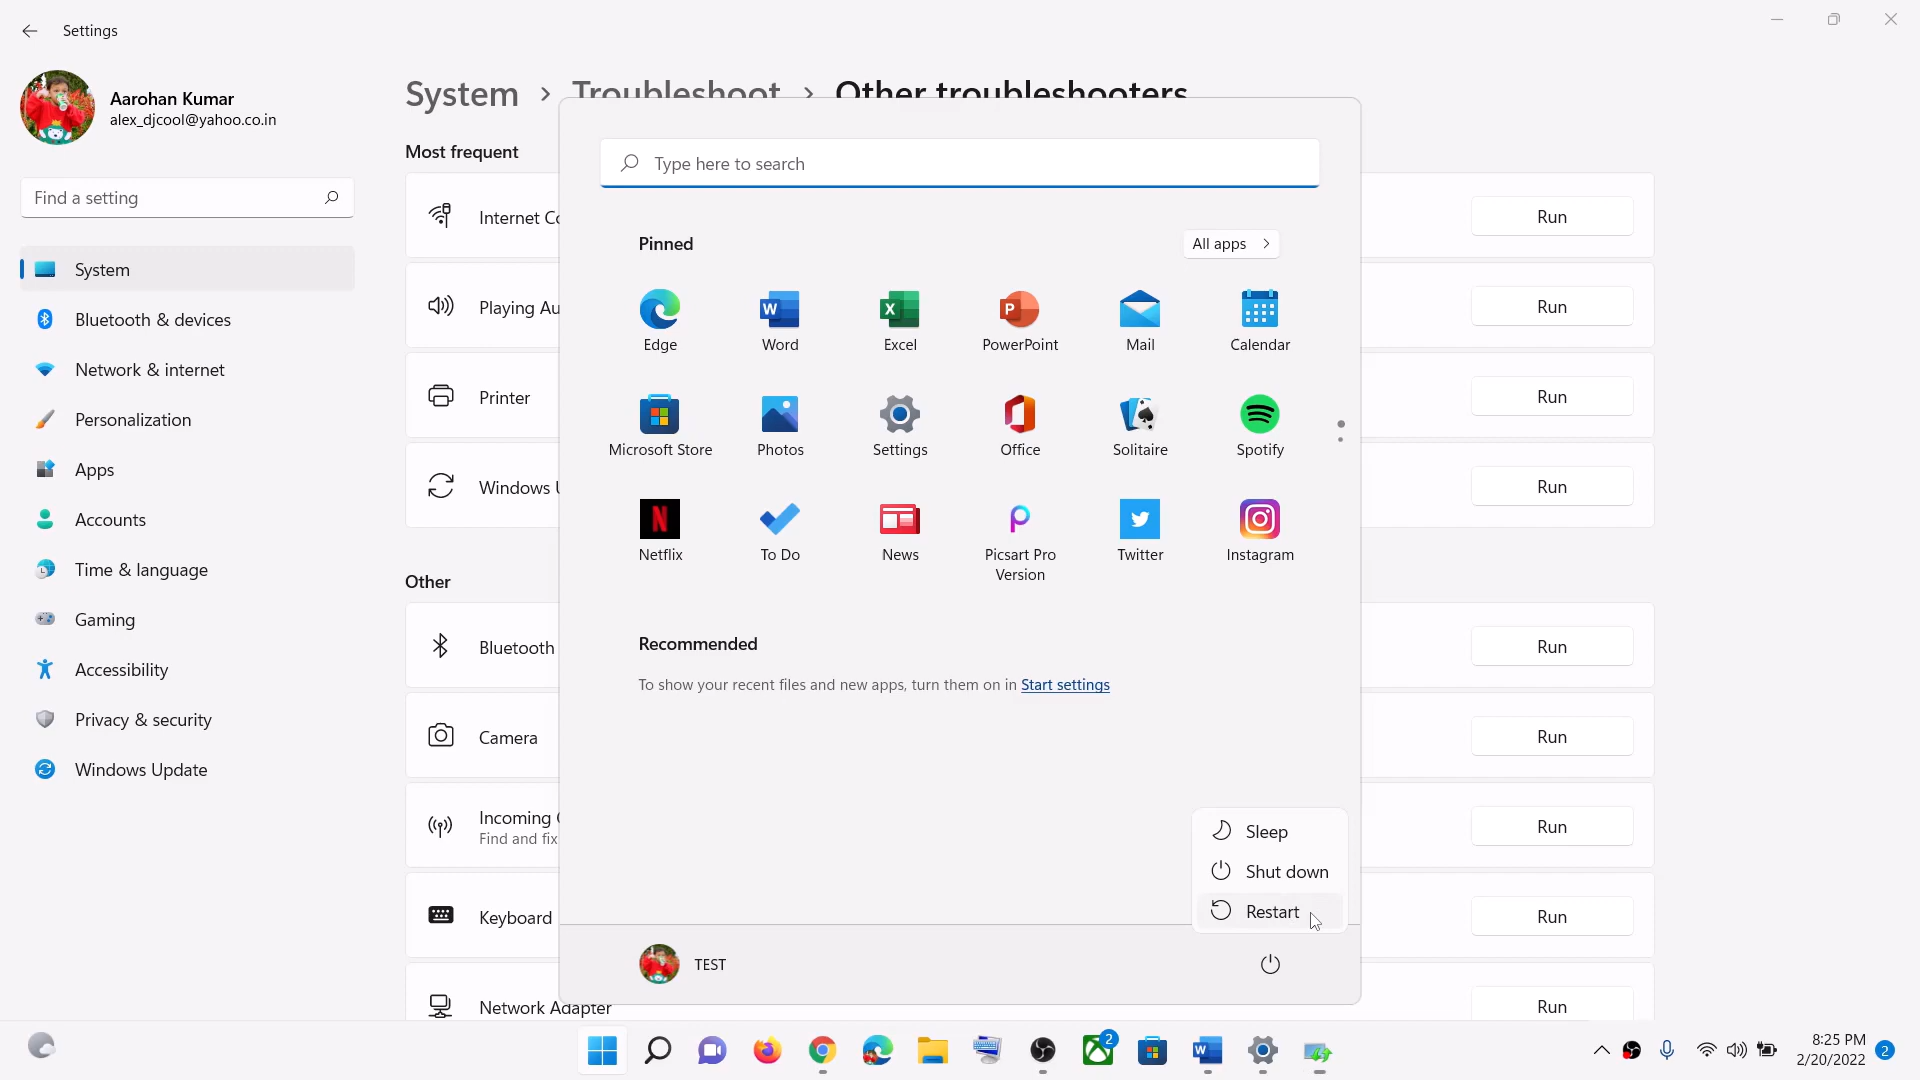 Settings
Aarohan Kumar
alex_djcool@yahoo.co.in
Find a setting
System
Bluetooth & devices
Network & internet
Personalization
Apps
Accounts
Time & language
Gaming
Accessibility
Privacy & security
Windows Update
System › Troubleshoot › Other troubleshooters
Most frequent
Internet
Run
Playing
Run
Printer
Run
Windows
Run
Other
Bluetooth
Run
Camera
Run
Incoming
Find and fix
Run
Keyboard
Run
Network Adapter
Run
Type here to search
Pinned
All apps
Edge
Word
Excel
PowerPoint
Mail
Calendar
Microsoft Store
Photos
Settings
Office
Solitaire
Spotify
Netflix
To Do
News
Picsart Pro
Version
Twitter
Instagram
Recommended
To show your recent files and new apps, turn them on in Start settings
Sleep
Shut down
Restart
TEST
2
8:25 PM
2/20/2022
2